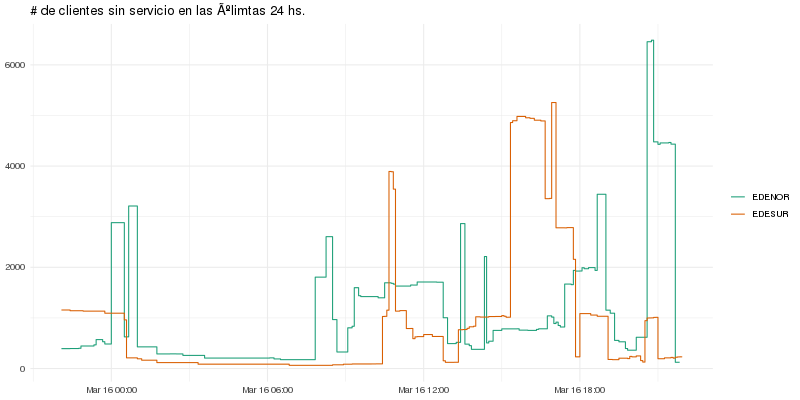 # de clientes sin servicio en las Ãºlimtas 24 hs.
6000
4000
2000
0
Mar 16 00:00
Mar 16 06:00
Mar 16 12:00
Mar 16 18:00
EDENOR
EDESUR